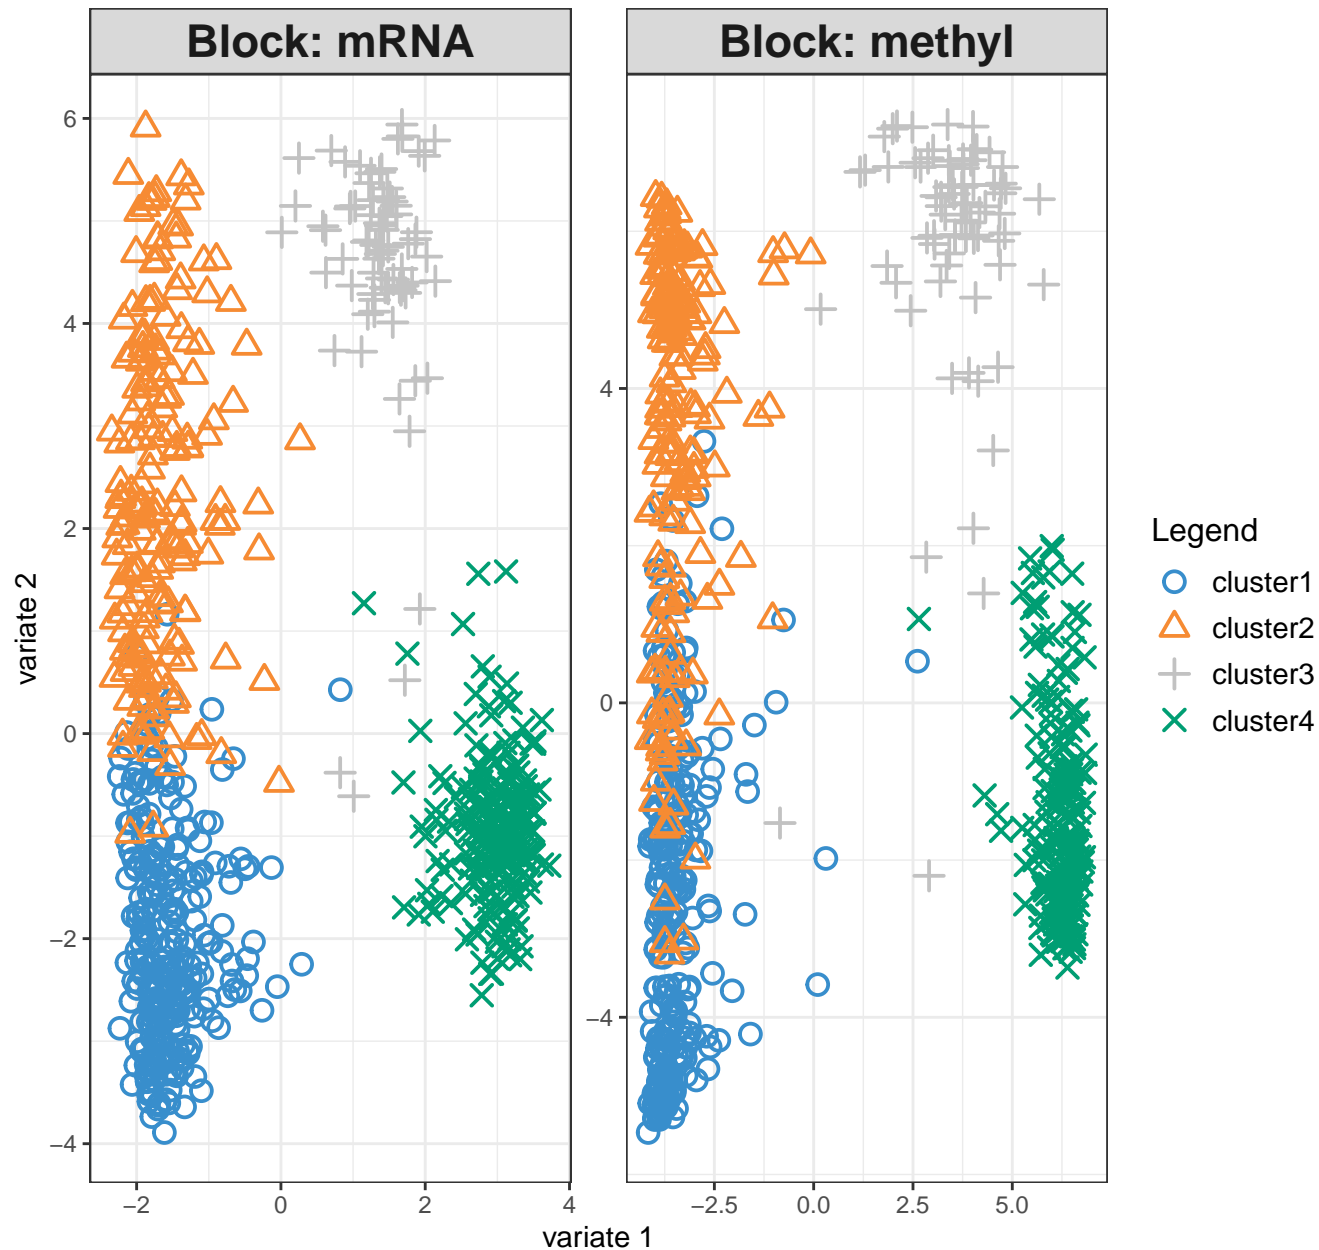 Block: mRNA
Block: methyl
variate 2
6
4
2
0
−2
−4
4
0
−4
−2
0
2
4
−2.5
0.0
2.5
5.0
variate 1
Legend
cluster1
cluster2
cluster3
cluster4